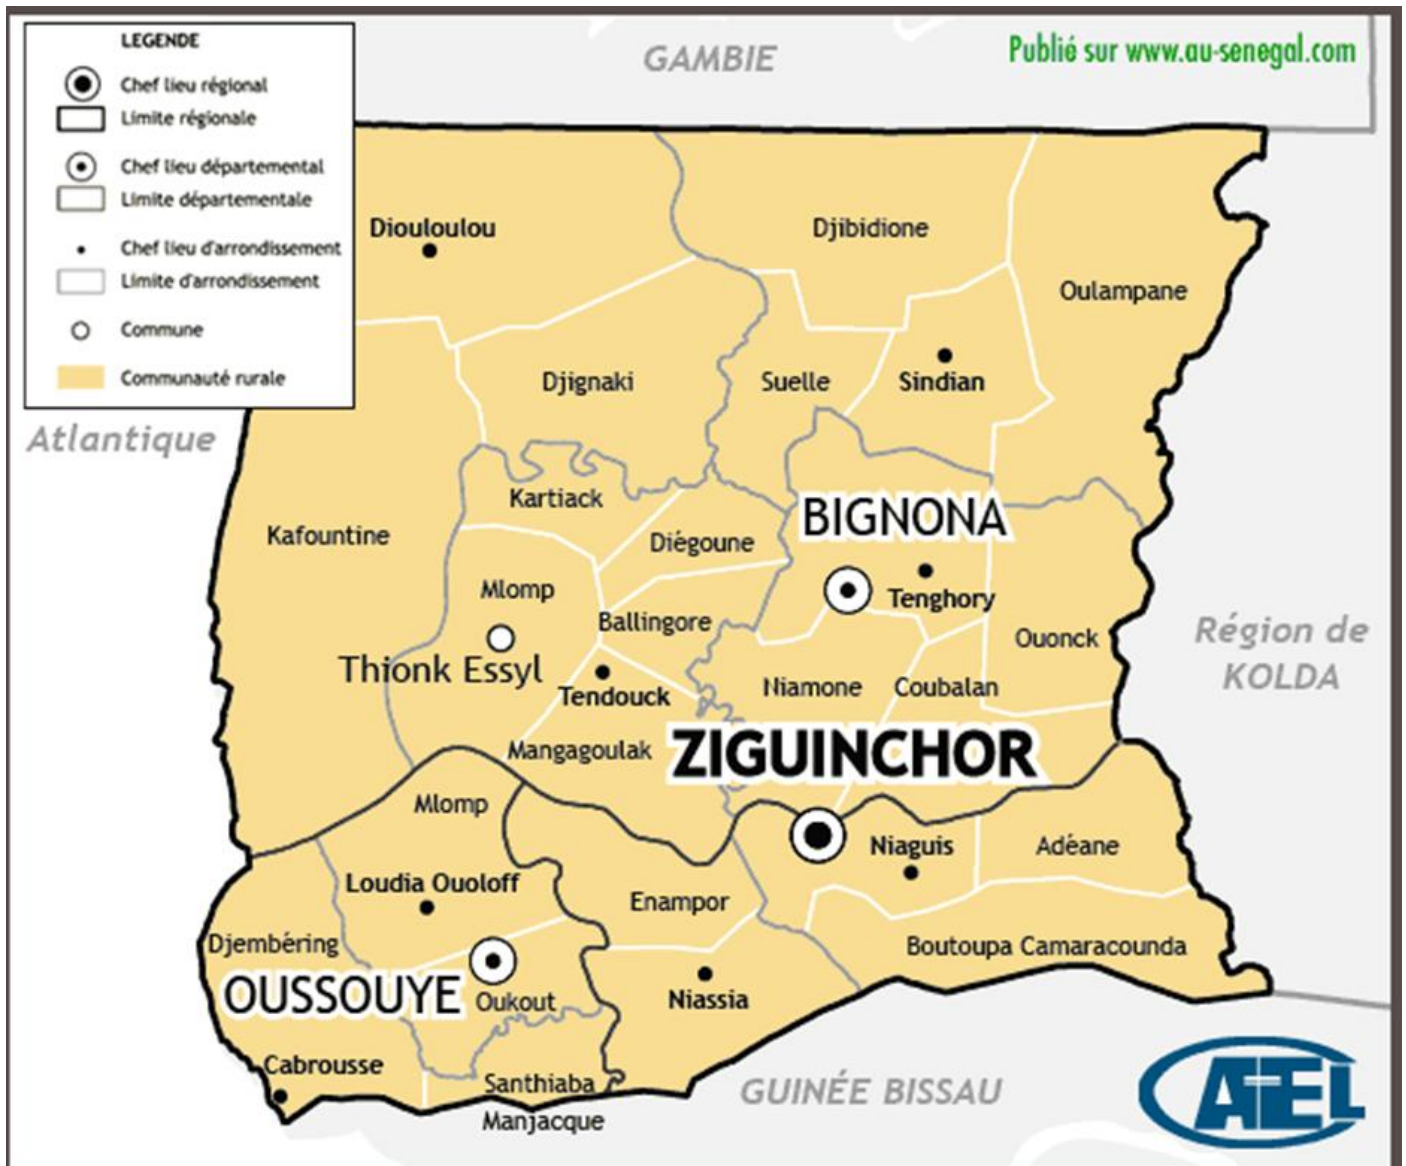 GAMBIE
Publié sur www.au-senegal.com
LEGENDE
Chef lieu régional
Limite régionale
Chef lieu départemental
Limite départementale
Chef lieu d'arrondissement
Limite d'arrondissement
Commune
Communauté rurale
Diouloulou
Djibidione
Oulampane
Djignaki
Suelle
Sindian
Atlantique
Kartiack
BIGNONA
Kafountine
Diégoune
Mlomp
Tenghory
Ballingore
Ouonck
Région de
KOLDA
Thionk Essyl
Tendouck
Niamone
Coubalan
Mangagoulak
ZIGUINCHOR
Mlomp
Niaguis
Adéane
Loudia Ouoloff
Enampor
Djembéring
Boutoupa Camaracounda
OUSSOUYE
Oukout
Niassia
Cabrousse
Santhiaba
Manjacque
GUINÉE BISSAU
ATEL